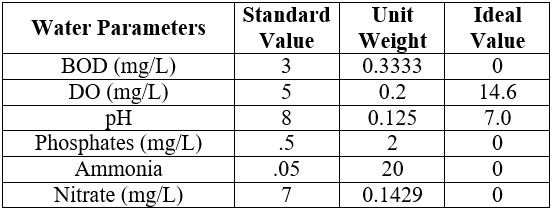 Water Parameters Standard Value Unit Weight Ideal Value
BOD (mg/L) 3 0.3333 0
DO (mg/L) 5 0.2 14.6
pH 8 0.125 7.0
Phosphates (mg/L) .5 2 0
Ammonia .05 20 0
Nitrate (mg/L) 7 0.1429 0